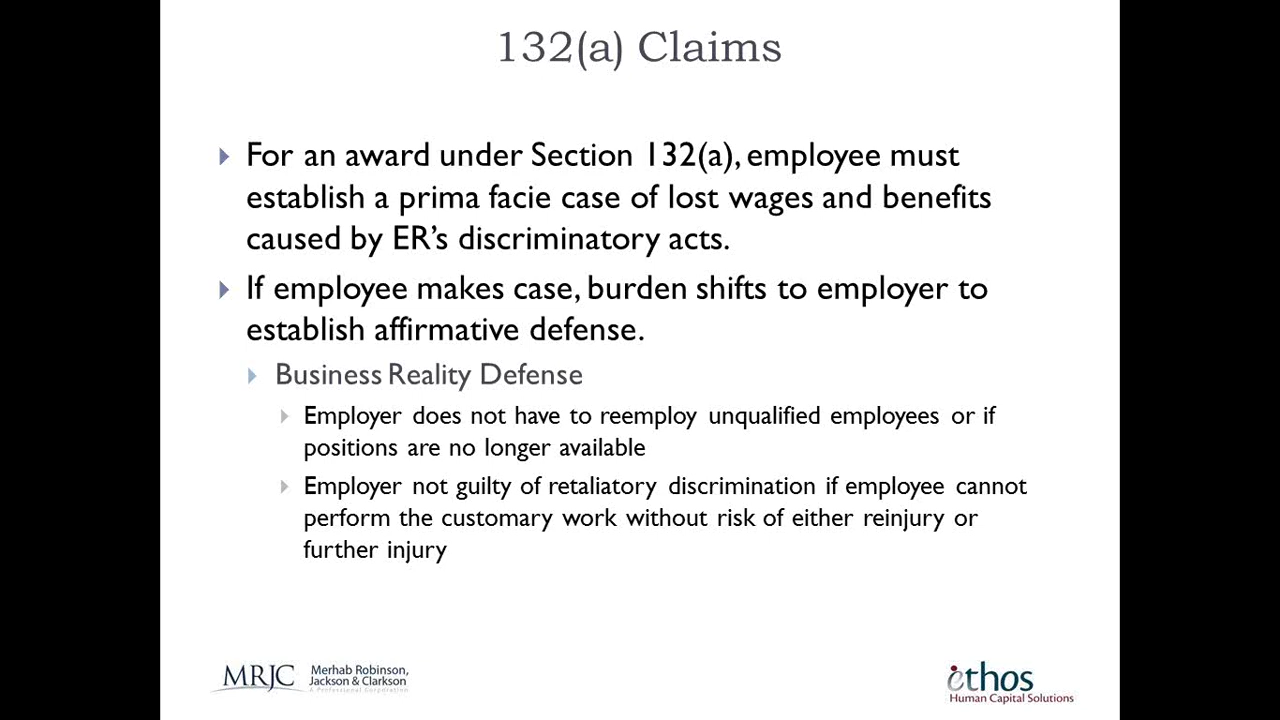 132(a) Claims
For an award under Section 132(a), employee must
establish a prima facie case of lost wages and benefits
caused by ER's discriminatory acts.
If employee makes case, burden shifts to employer to
establish affirmative defense.
Business Reality Defense
Employer does not have to reemploy unqualified employees or if
positions are no longer available
Employer not guilty of retaliatory discrimination if employee cannot
perform the customary work without risk of either reinjury or
further injury
MRJC
Merhab Robinson,
Jackson & Clarkson
A Professional Corporation
ethos
Human Capital Solutions